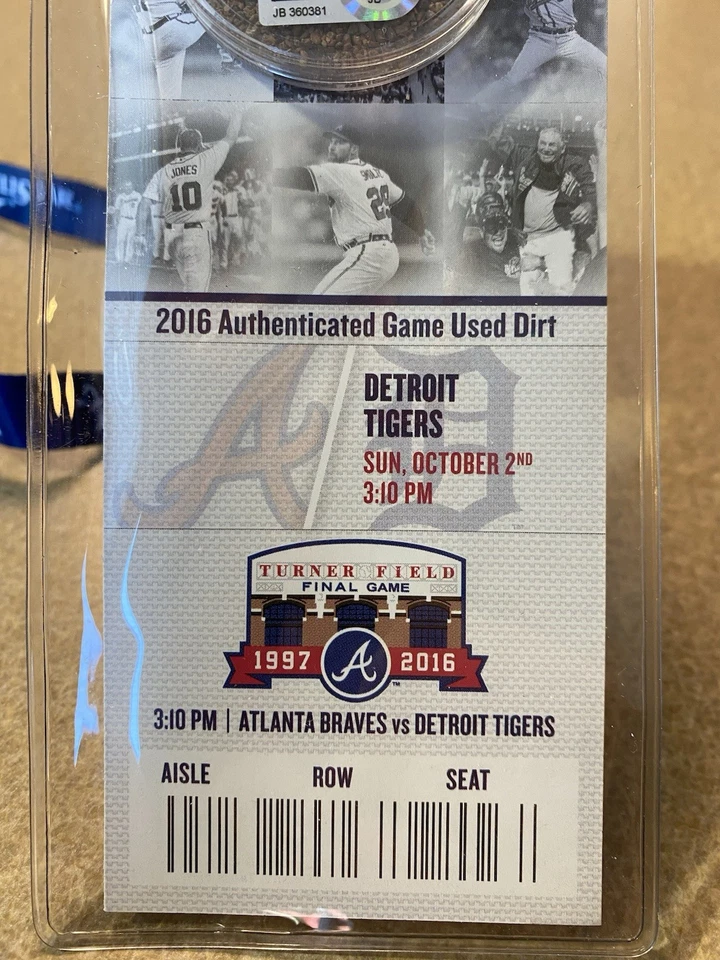 JB 360381
JONES
10
2016 Authenticated Game Used Dirt
DETROIT
TIGERS
SUN, OCTOBER 2ND
3:10 PM
TURNER FIELD
FINAL GAME
1997 A 2016
TM
3:10 PM | ATLANTA BRAVES vs DETROIT TIGERS
AISLE ROW SEAT